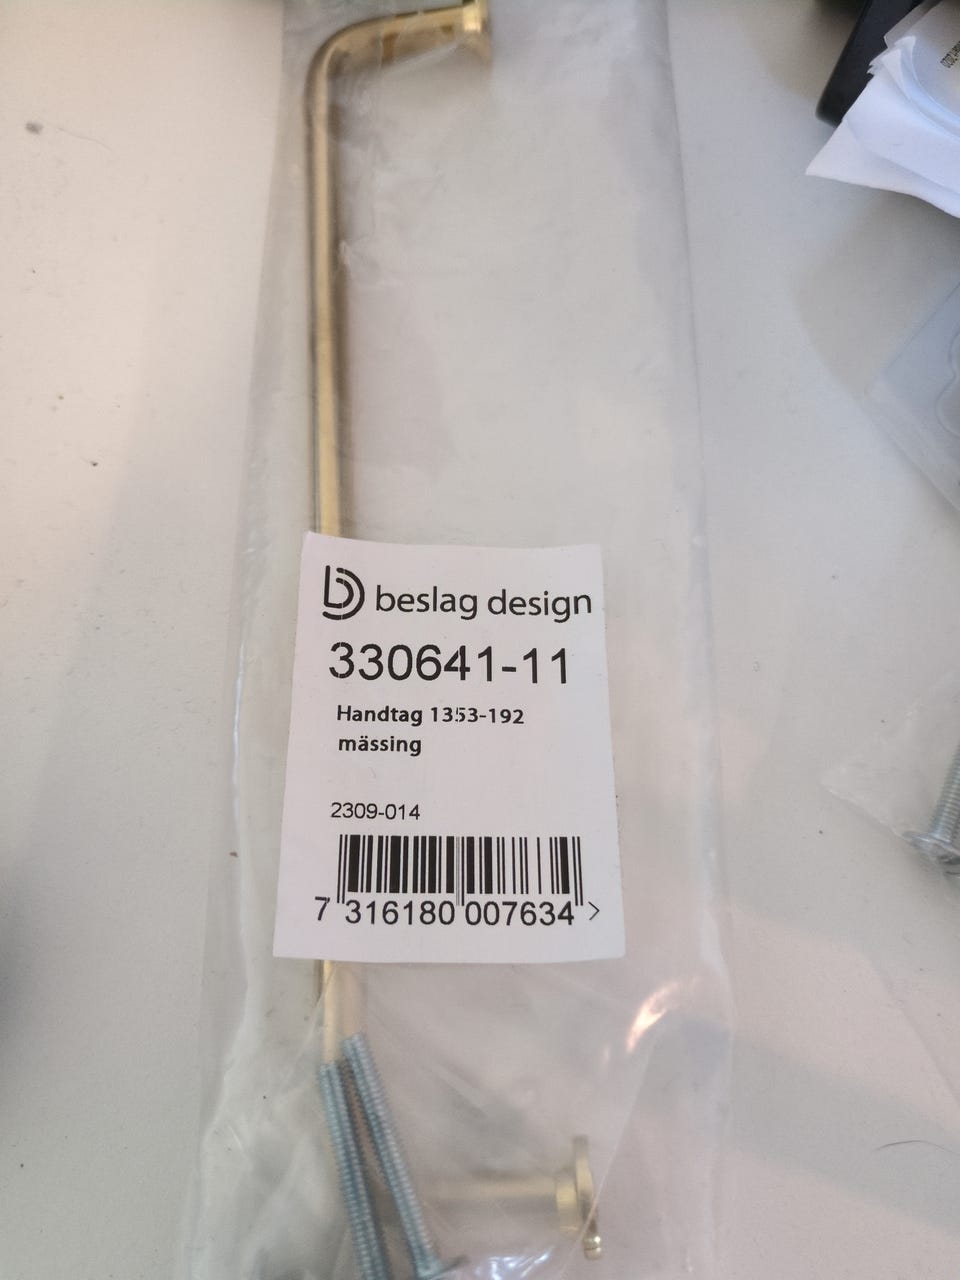 beslag design
330641-11
Handtag 1353-192
mässing
2309-014
7 316180 007634 >